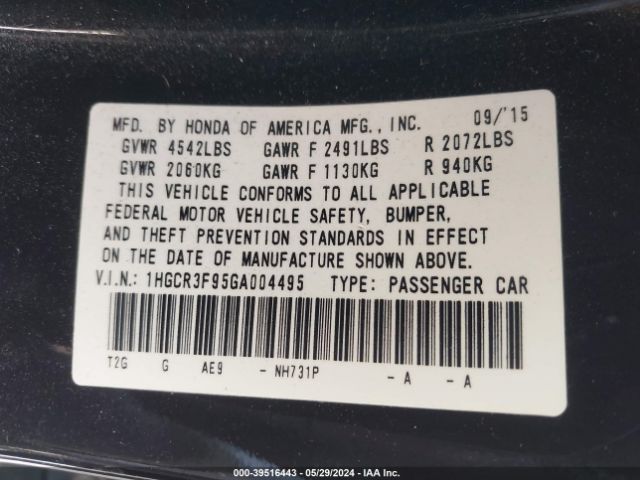 MFD. BY HONDA OF AMERICA MFG., INC. 09/'15
GVWR 4542LBS GAWR F 2491LBS R 2072LBS
GVWR 2060KG GAWR F 1130KG R 940KG
THIS VEHICLE CONFORMS TO ALL APPLICABLE
FEDERAL MOTOR VEHICLE SAFETY, BUMPER,
AND THEFT PREVENTION STANDARDS IN EFFECT
ON THE DATE OF MANUFACTURE SHOWN ABOVE.
V.I.N.: 1HGCR3F95GA004495 TYPE: PASSENGER CAR
T2G G AE9 - NH731P - A - A
000-39516443 - 05/29/2024 - IAA Inc.